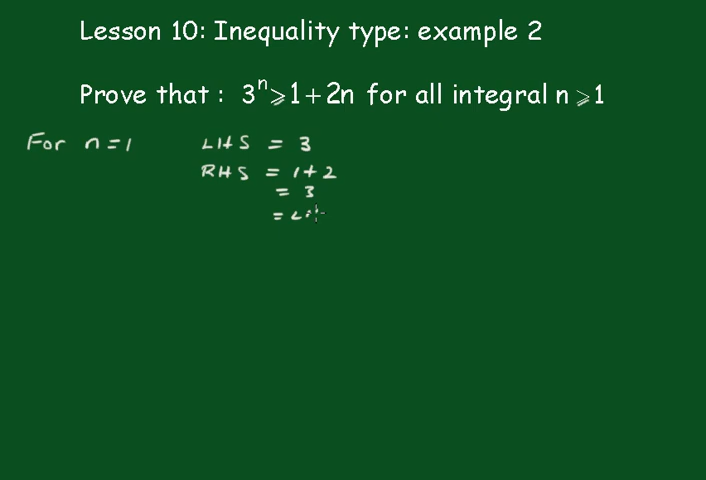 Lesson 10: Inequality type: example 2
Prove that : 3ⁿ ⩾ 1 + 2n for all integral n ⩾ 1
For n = 1 LHS = 3
RHS = 1 + 2
= 3
=